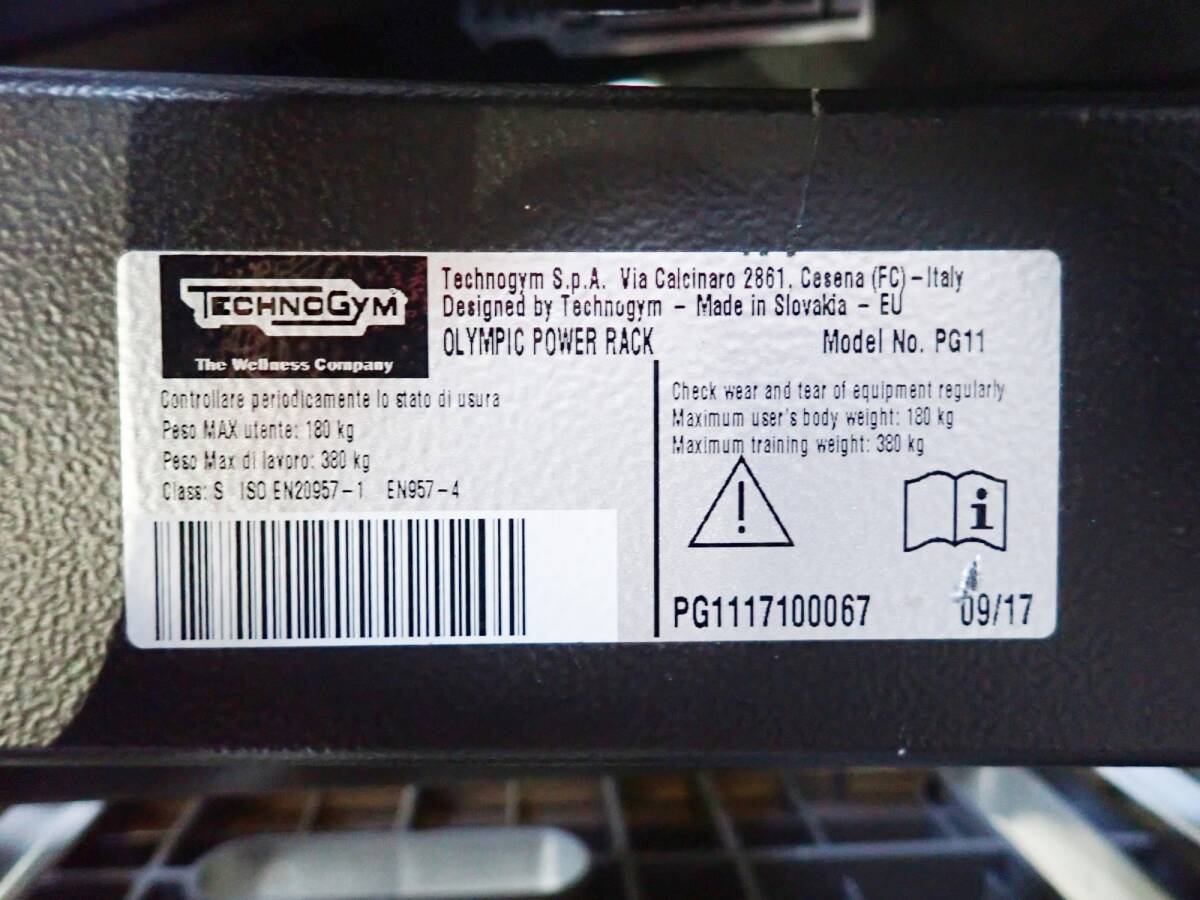 TECHNOGYM
The Wellness Company
Technogym S.p.A. Via Calcinaro 2861, Cesena (FC) – Italy
Designed by Technogym – Made in Slovakia – EU
OLYMPIC POWER RACK Model No. PG11
Controllare periodicamente lo stato di usura
Peso MAX utente: 180 kg
Peso Max di lavoro: 380 kg
Class: S ISO EN20957-1 EN957-4
Check wear and tear of equipment regularly
Maximum user's body weight: 180 kg
Maximum training weight: 380 kg
PG1117100067 09/17